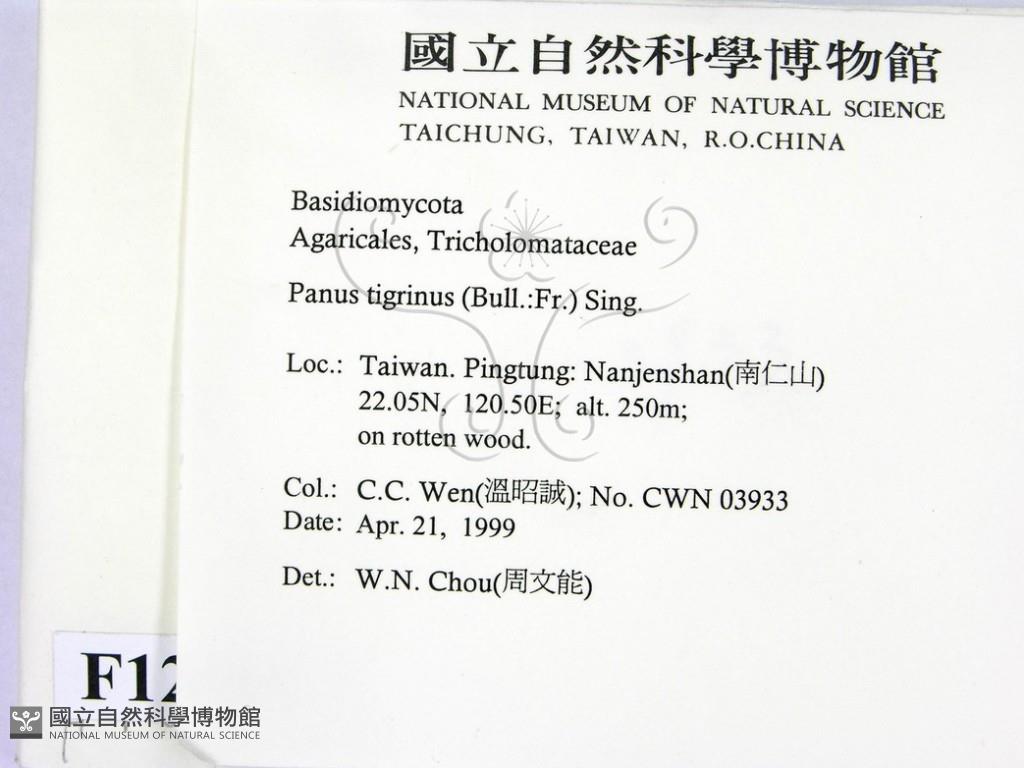 國立自然科學博物館
NATIONAL MUSEUM OF NATURAL SCIENCE
TAICHUNG, TAIWAN, R.O.CHINA
Basidiomycota
Agaricales, Tricholomataceae
Panus tigrinus (Bull.:Fr.) Sing.
Loc.: Taiwan. Pingtung: Nanjenshan(南仁山)
22.05N, 120.50E; alt. 250m;
on rotten wood.
Col.: C.C. Wen(溫昭誠); No. CWN 03933
Date: Apr. 21, 1999
Det.: W.N. Chou(周文能)
F12
國立自然科學博物館
NATIONAL MUSEUM OF NATURAL SCIENCE